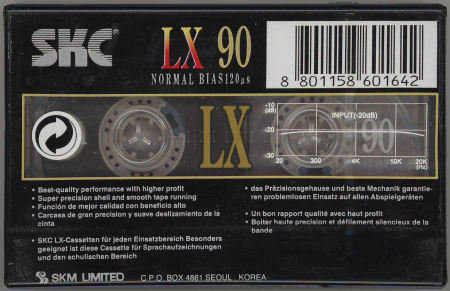 SKC LX 90
NORMAL BIAS 120µs
8 801158 601642
LX 90
-10
(dB)
INPUT(-20dB)
-20
-30
20 300 1K 4K 10K 20K
(Hz)
• Best-quality performance with higher profit
• Super precision shell and smooth tape running
• Función de mejor calidad con beneficio alto
• Carcasa de gran precision y suave deslizamiento de la
cinta
• SKC LX-Cassetten für jeden Einsatzbereich Besonders
geeignet ist diese Cassette für Sprachaufzeichnungen
und den schulischen Bereich
• das Präzisionsgehause und beste Mechanik garantie-
ren problemlosen Einsatz auf allen Abspielgeräten
• Un bon rapport qualité avec haut profit
• Boiter haute precision et défilement silencieux de la
bande
SKM LIMITED C.P.O. BOX 4861 SEOUL . KOREA